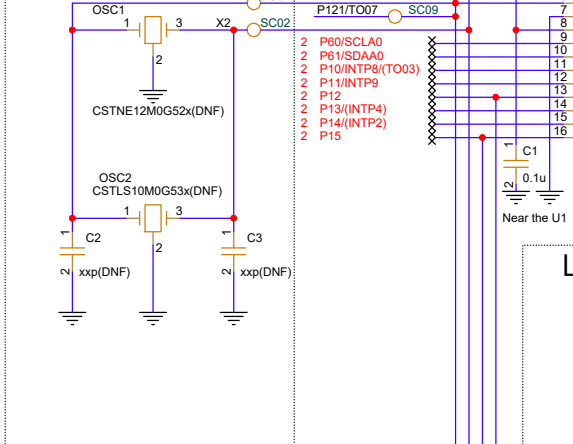 OSC1
1
3
X2
SC02
2
CSTNE12M0G52x(DNF)
OSC2
CSTLS10M0G53x(DNF)
1
3
2
1
C2
2
xxp(DNF)
1
C3
2
xxp(DNF)
P121/TO07
SC09
2 P60/SCLA0
2 P61/SDAA0
2 P10/INTP8/(TO03)
2 P11/INTP9
2 P12
2 P13/(INTP4)
2 P14/(INTP2)
2 P15
7
8
9
10
11
12
13
14
15
16
1
C1
2
0.1u
Near the U1